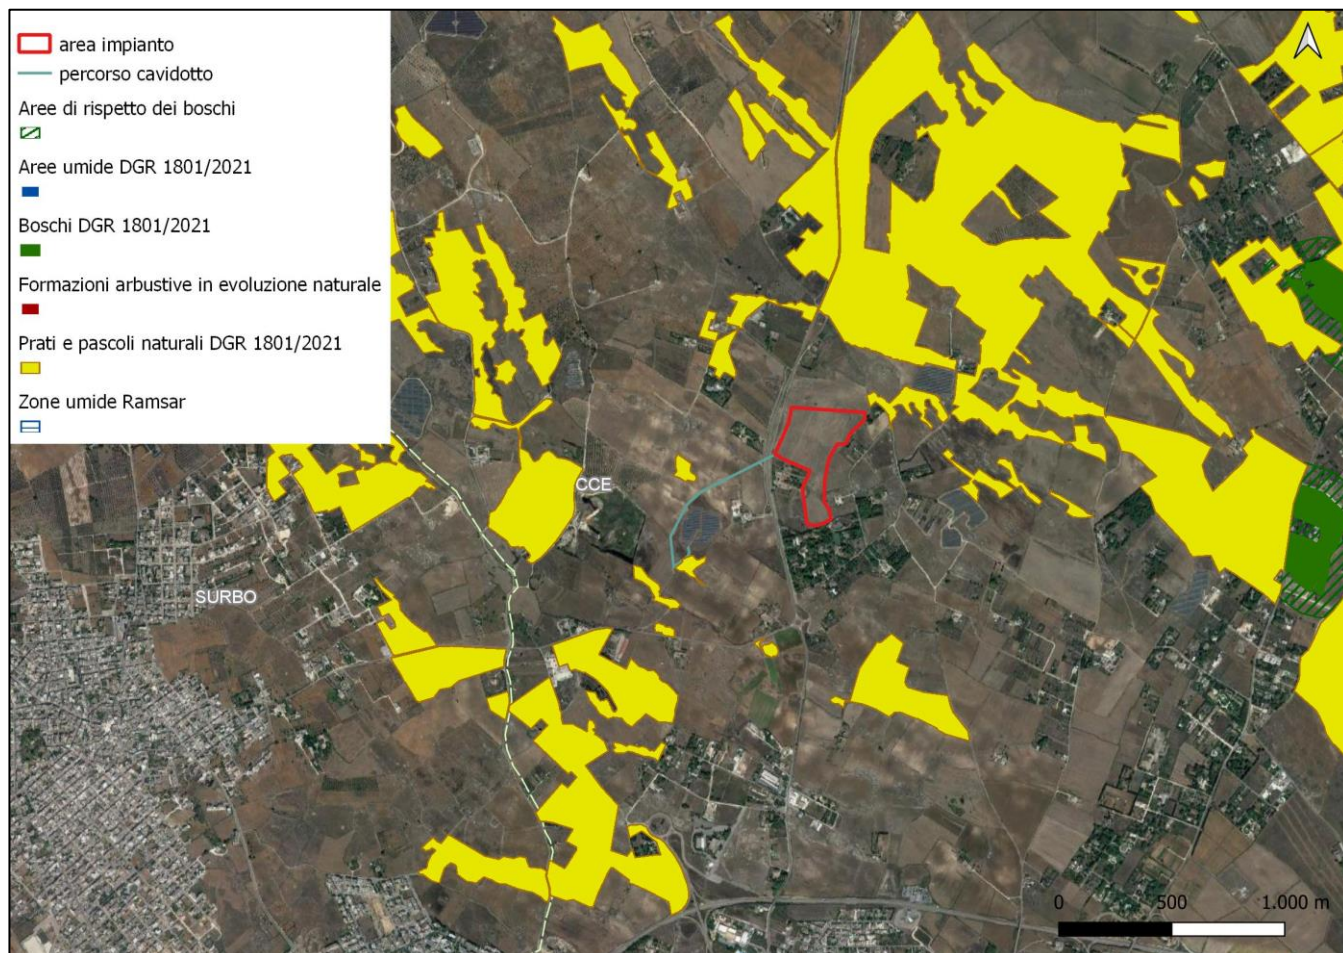 area impianto
percorso cavidotto
Aree di rispetto dei boschi
Aree umide DGR 1801/2021
Boschi DGR 1801/2021
Formazioni arbustive in evoluzione naturale
Prati e pascoli naturali DGR 1801/2021
Zone umide Ramsar
CCE
SURBO
0 500 1.000 m